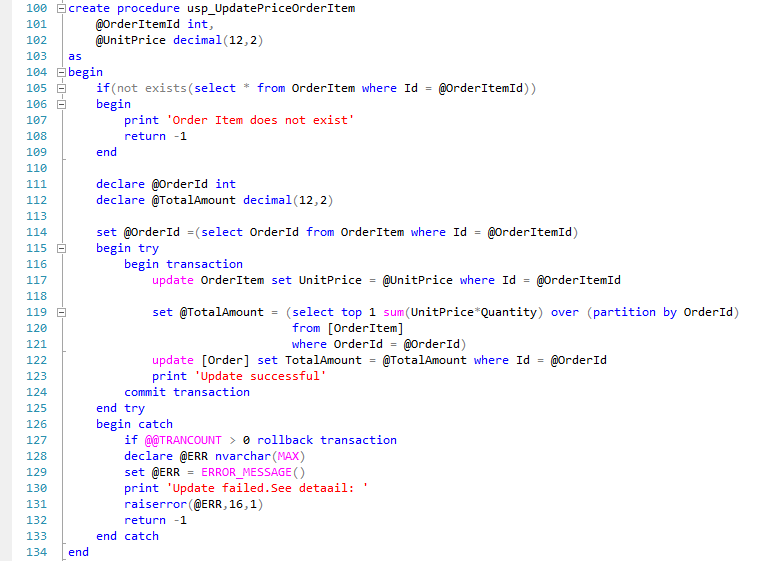 100 create procedure usp_UpdatePriceOrderItem
101     @OrderItemId int,
102     @UnitPrice decimal(12,2)
103 as
104 begin
105     if(not exists(select * from OrderItem where Id = @OrderItemId))
106     begin
107         print 'Order Item does not exist'
108         return -1
109     end
110
111     declare @OrderId int
112     declare @TotalAmount decimal(12,2)
113
114     set @OrderId =(select OrderId from OrderItem where Id = @OrderItemId)
115     begin try
116         begin transaction
117             update OrderItem set UnitPrice = @UnitPrice where Id = @OrderItemId
118
119             set @TotalAmount = (select top 1 sum(UnitPrice*Quantity) over (partition by OrderId)
120                                 from [OrderItem]
121                                 where OrderId = @OrderId)
122             update [Order] set TotalAmount = @TotalAmount where Id = @OrderId
123             print 'Update successful'
124         commit transaction
125     end try
126     begin catch
127         if @@TRANCOUNT > 0 rollback transaction
128         declare @ERR nvarchar(MAX)
129         set @ERR = ERROR_MESSAGE()
130         print 'Update failed.See detaail: '
131         raiserror(@ERR,16,1)
132         return -1
133     end catch
134 end